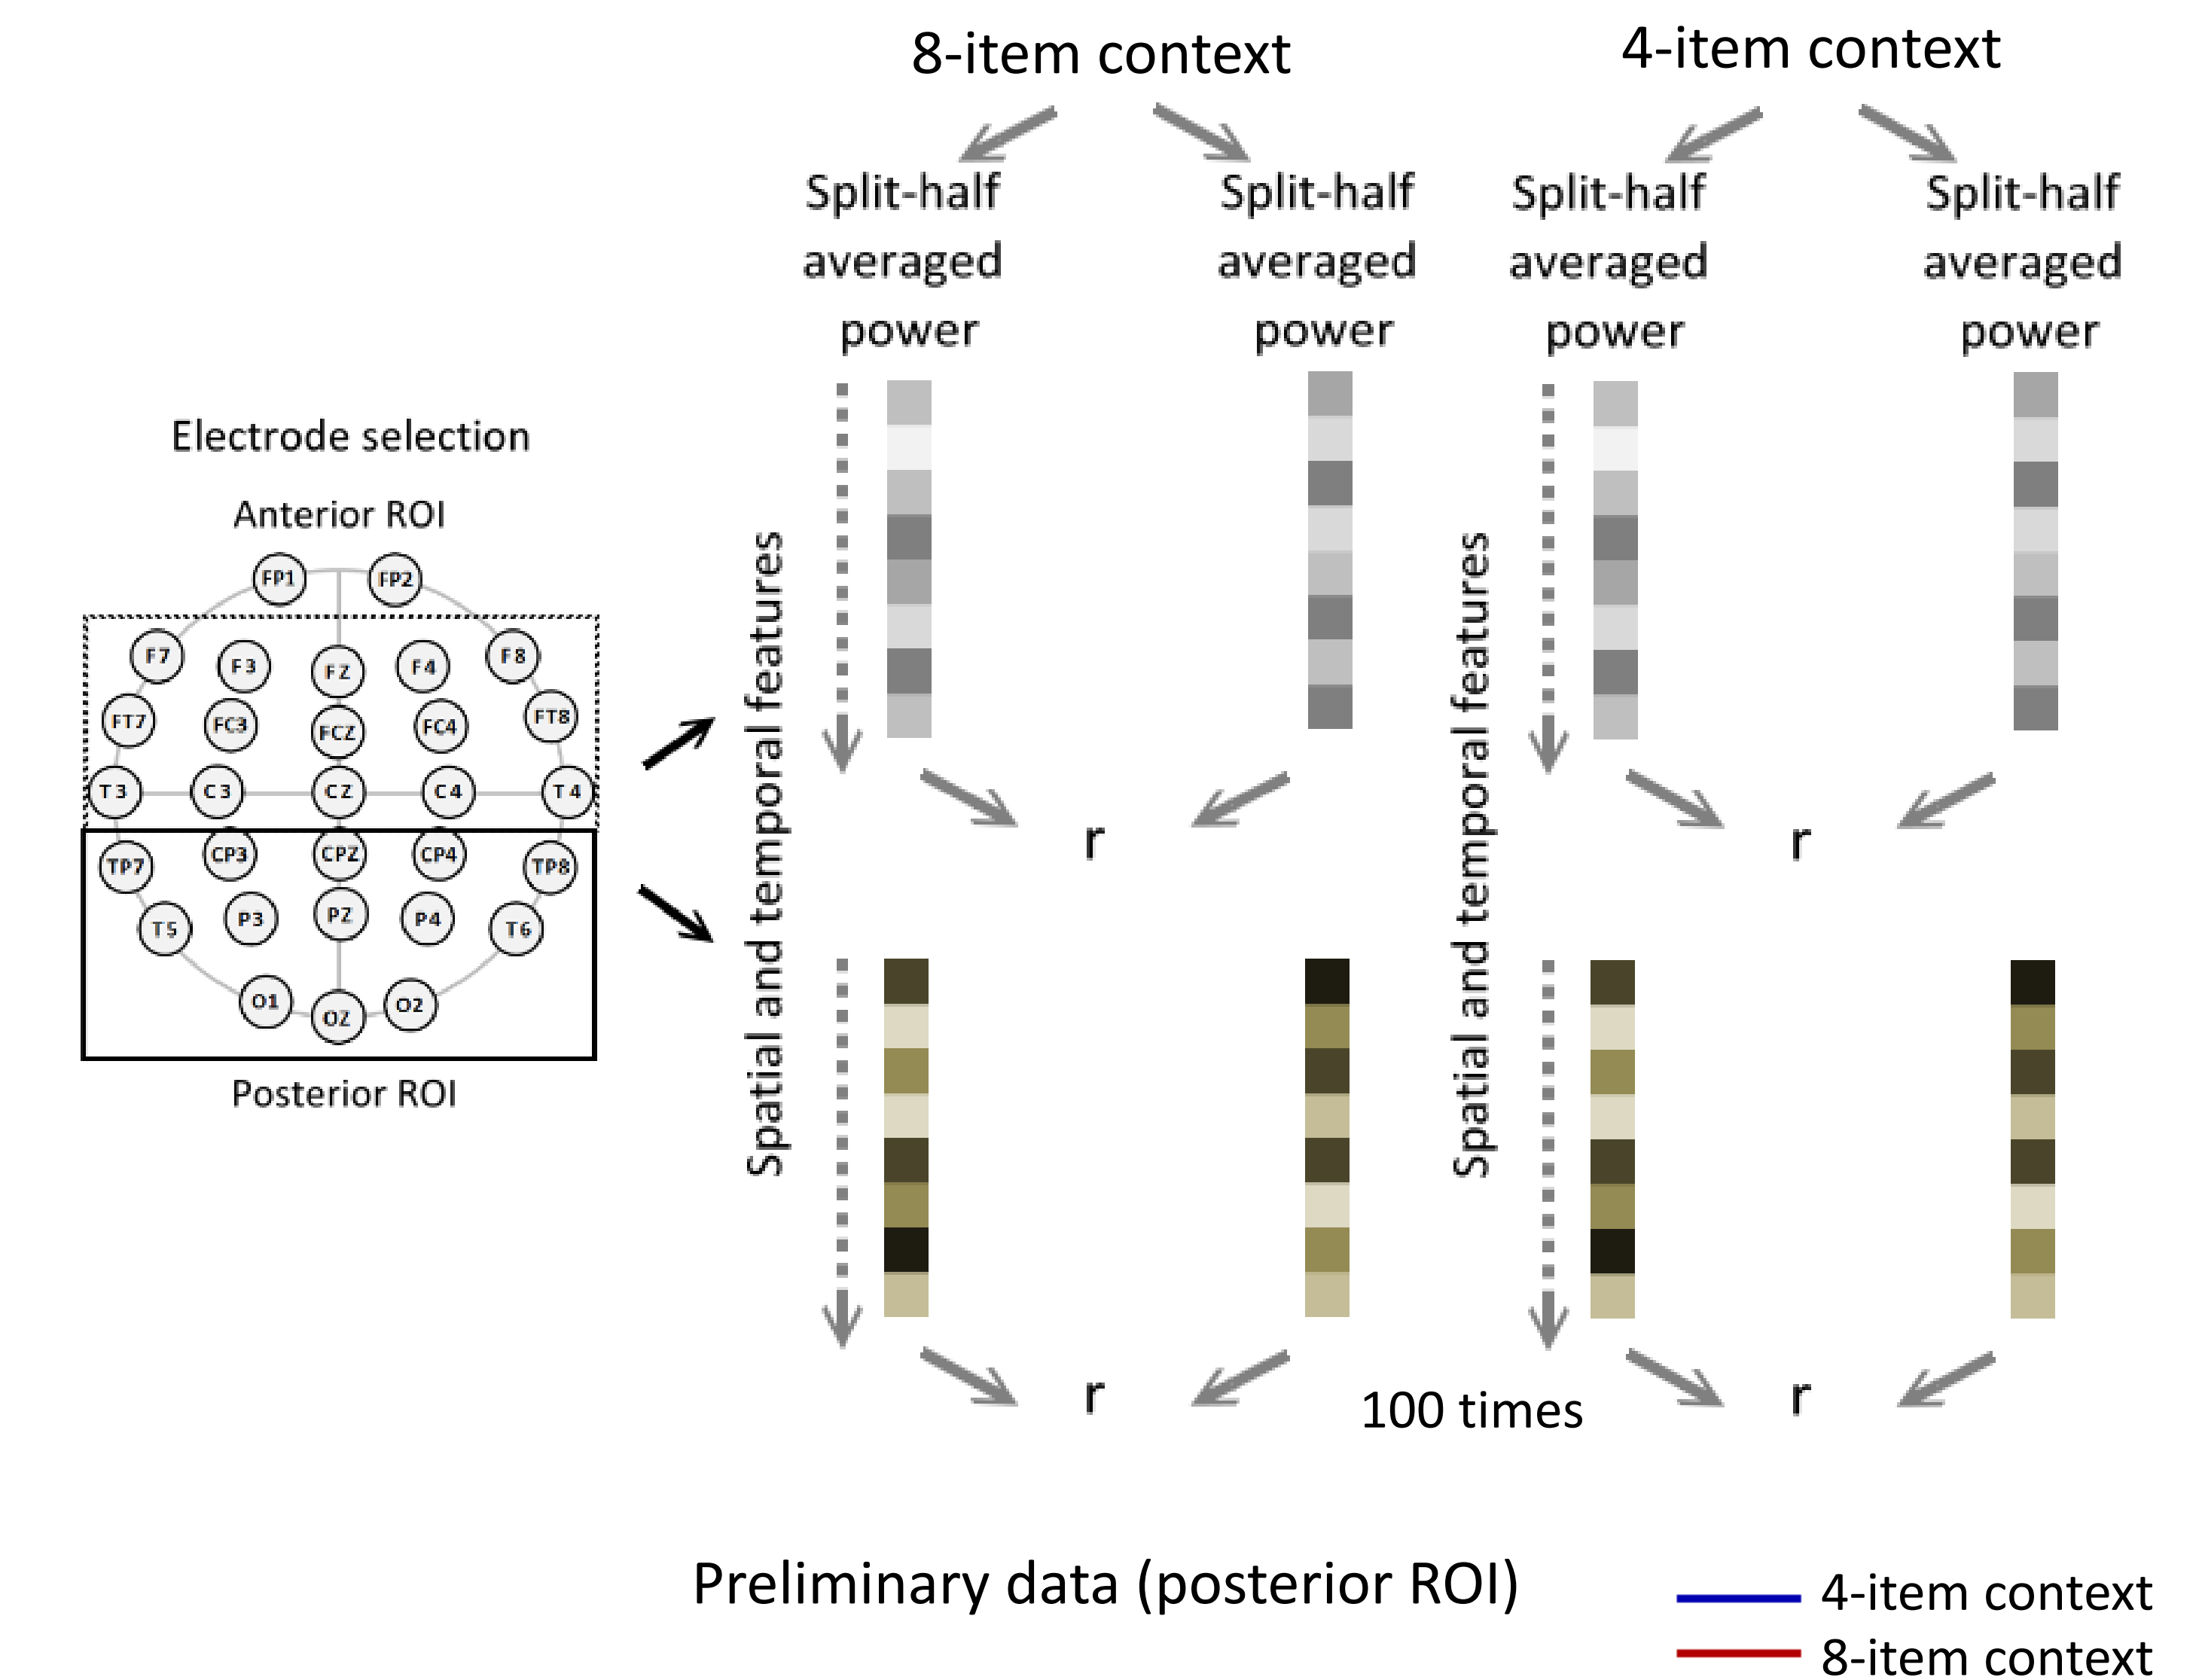 8-item context
4-item context
Split-half
averaged
power
Split-half
averaged
power
Split-half
averaged
power
Split-half
averaged
power
Electrode selection
Anterior ROI
FP1 FP2
F7 F3 FZ F4 F8
FT7 FC3 FCZ FC4 FT8
T3 C3 CZ C4 T4
TP7 CP3 CPZ CP4 TP8
T5 P3 PZ P4 T6
O1 OZ O2
Posterior ROI
Spatial and temporal features
Spatial and temporal features
r
r
r
100 times
r
Preliminary data (posterior ROI)
4-item context
8-item context